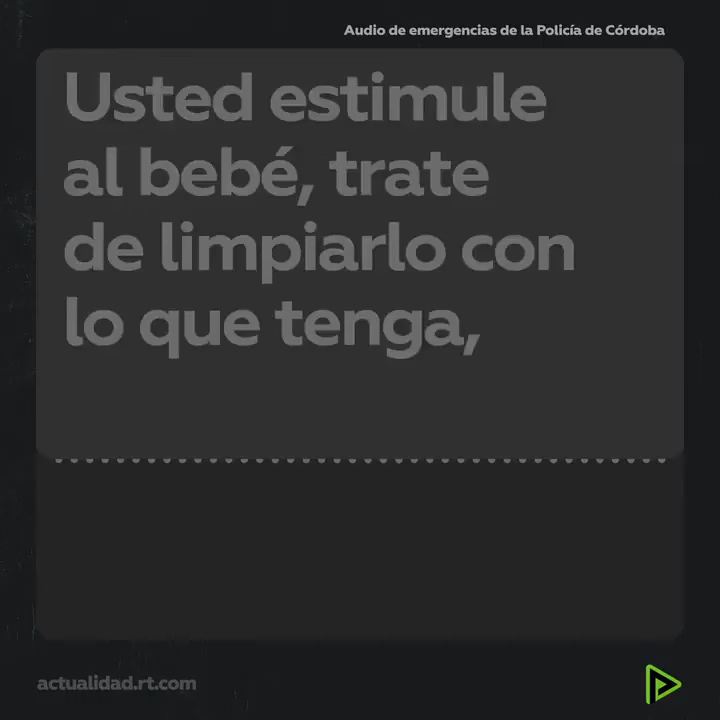 Audio de emergencias de la Policía de Córdoba
Usted estimule
al bebé, trate
de limpiarlo con
lo que tenga,
actualidad.rt.com